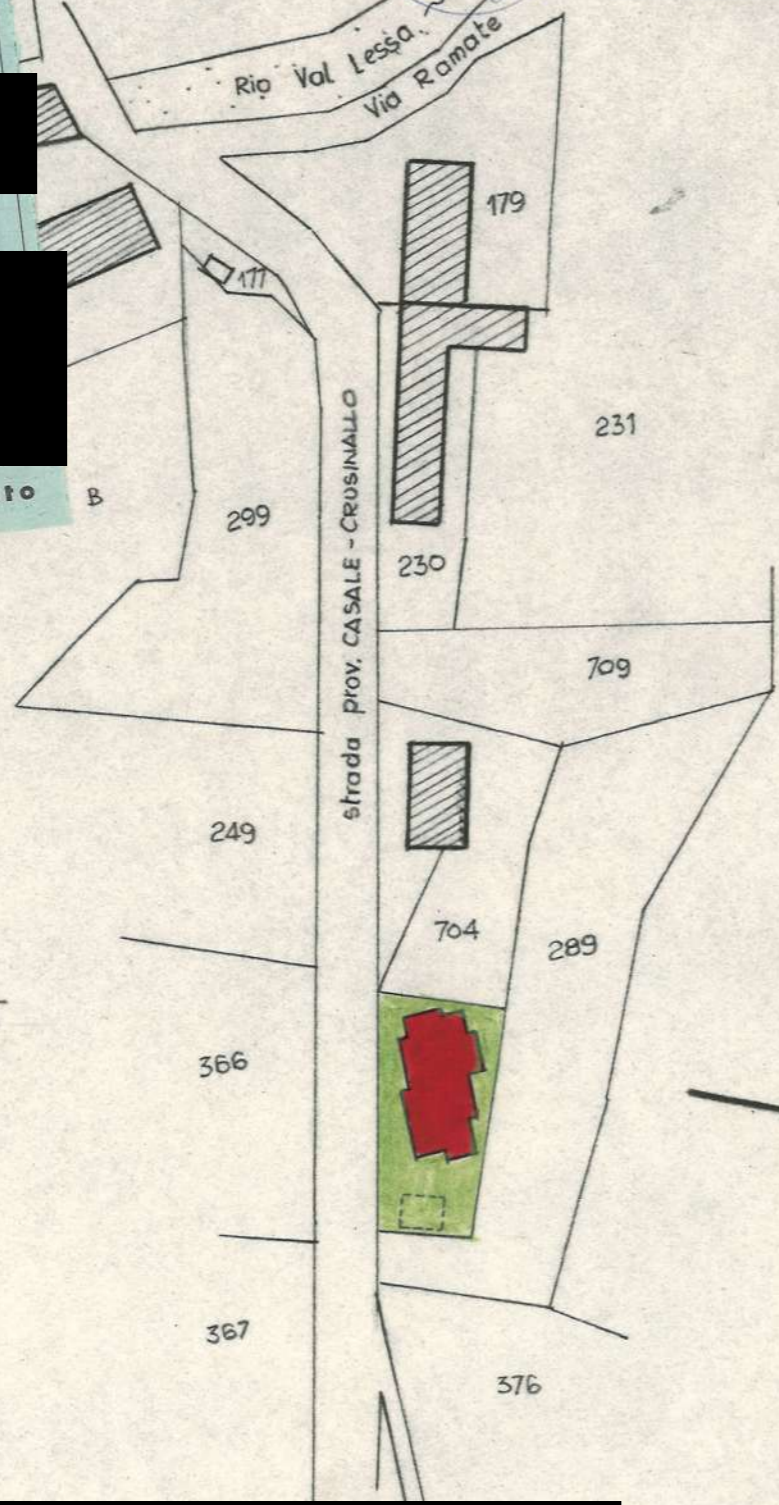 Rio Val Lessa
Via Ramate
179
177
231
to
B
299
strada prov. CASALE - CRUSINALLO
230
709
249
704
289
366
367
376